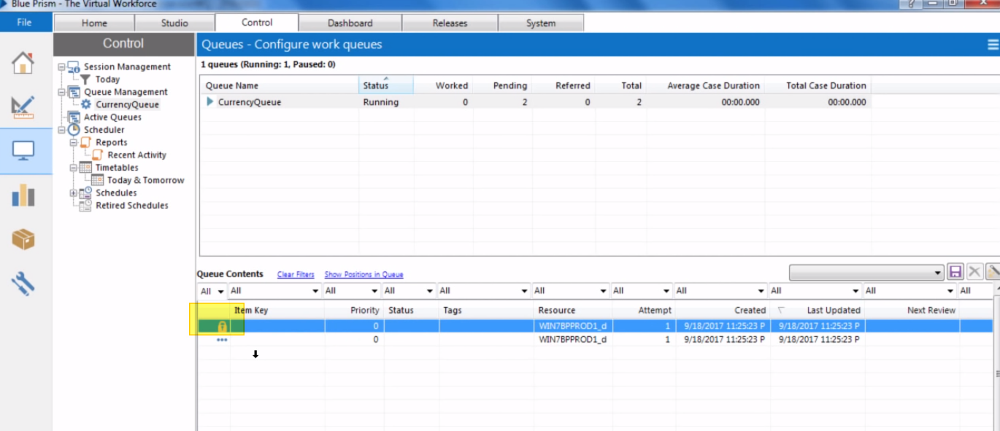 Blue Prism - The Virtual Workforce
File Home Studio Control Dashboard Releases System
Control
Queues - Configure work queues
Session Management
Today
Queue Management
CurrencyQueue
Active Queues
Scheduler
Reports
Recent Activity
Timetables
Today & Tomorrow
Schedules
Retired Schedules
1 queues (Running: 1, Paused: 0)
Queue Name Status Worked Pending Referred Total Average Case Duration Total Case Duration
CurrencyQueue Running 0 2 0 2 00:00.000 00:00.000
Queue Contents Clear Filters Show Positions in Queue
All All All All All All All All All All All
Item Key Priority Status Tags Resource Attempt Created Last Updated Next Review
0 WIN7BPPROD1_d 1 9/18/2017 11:25:23 P 9/18/2017 11:25:23 P
0 WIN7BPPROD1_d 1 9/18/2017 11:25:23 P 9/18/2017 11:25:23 P